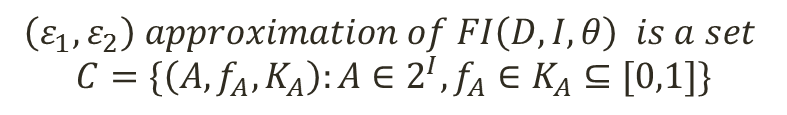 (ε₁, ε₂) approximation of FI(D, I, θ) is a set
C = {(A, f_A, K_A): A ∈ 2^I, f_A ∈ K_A ⊆ [0,1]}